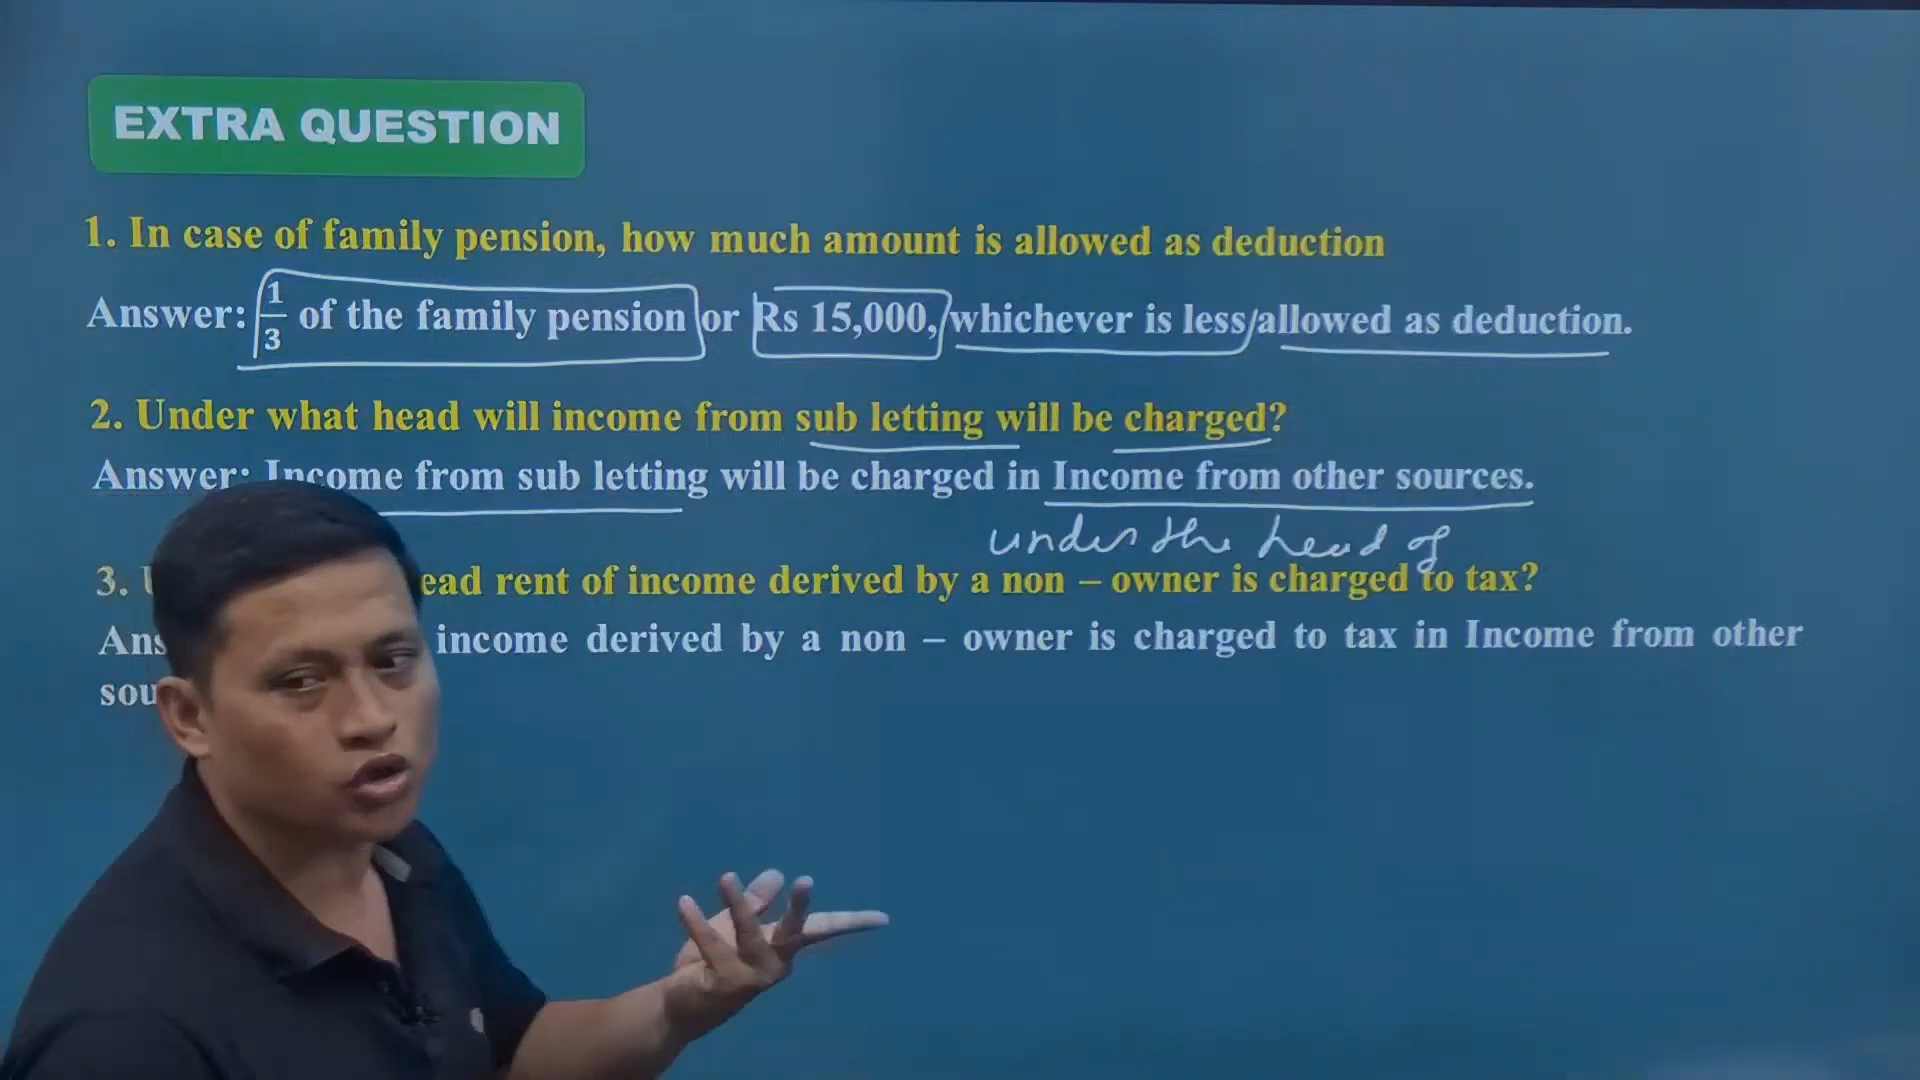 EXTRA QUESTION
1. In case of family pension, how much amount is allowed as deduction
Answer: 1/3 of the family pension or Rs 15,000, whichever is less/allowed as deduction.
2. Under what head will income from sub letting will be charged?
Answer: Income from sub letting will be charged in Income from other sources.
under the head of
3. rent of income derived by a non – owner is charged to tax?
income derived by a non – owner is charged to tax in Income from other